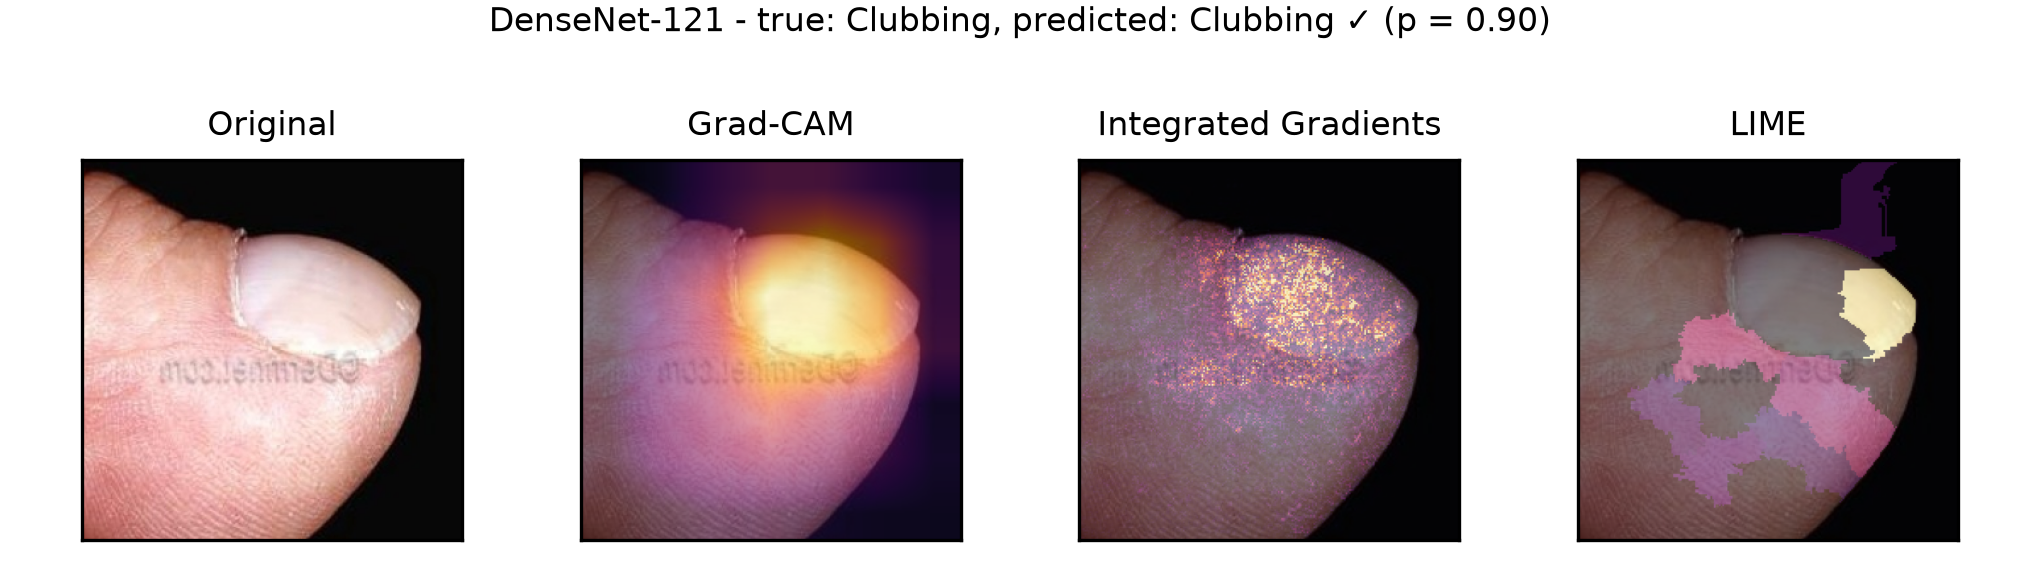 DenseNet-121 - true: Clubbing, predicted: Clubbing ✓ (p = 0.90)
Original
Grad-CAM
Integrated Gradients
LIME